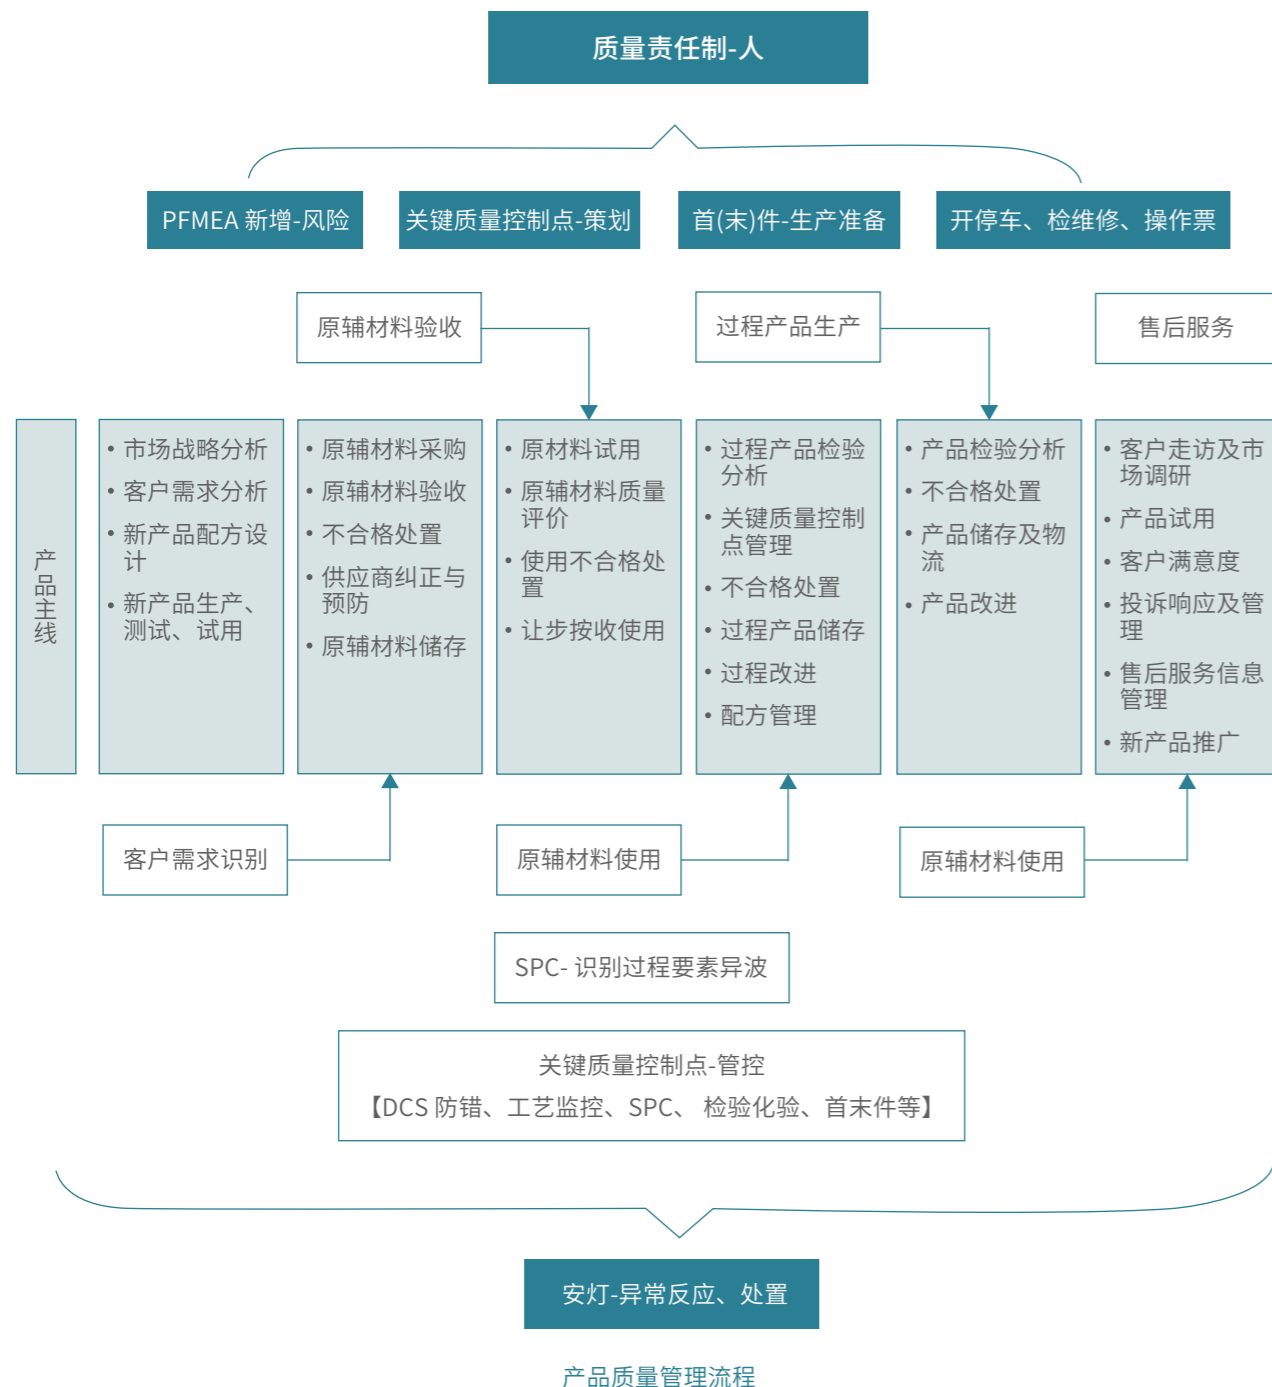 质量责任制-人
PFMEA 新增-风险
关键质量控制点-策划
首(末)件-生产准备
开停车、检维修、操作票
原辅材料验收
过程产品生产
售后服务
产
品
主
线
• 市场战略分析
• 客户需求分析
• 新产品配方设
计
• 新产品生产、
测试、试用
• 原辅材料采购
• 原辅材料验收
• 不合格处置
• 供应商纠正与
预防
• 原辅材料储存
• 原材料试用
• 原辅材料质量
评价
• 使用不合格处
置
• 让步按收使用
• 过程产品检验
分析
• 关键质量控制
点管理
• 不合格处置
• 过程产品储存
• 过程改进
• 配方管理
• 产品检验分析
• 不合格处置
• 产品储存及物
流
• 产品改进
• 客户走访及市
场调研
• 产品试用
• 客户满意度
• 投诉响应及管
理
• 售后服务信息
管理
• 新产品推广
客户需求识别
原辅材料使用
原辅材料使用
SPC- 识别过程要素异波
关键质量控制点-管控
【DCS 防错、工艺监控、SPC、 检验化验、首末件等】
安灯-异常反应、处置
产品质量管理流程